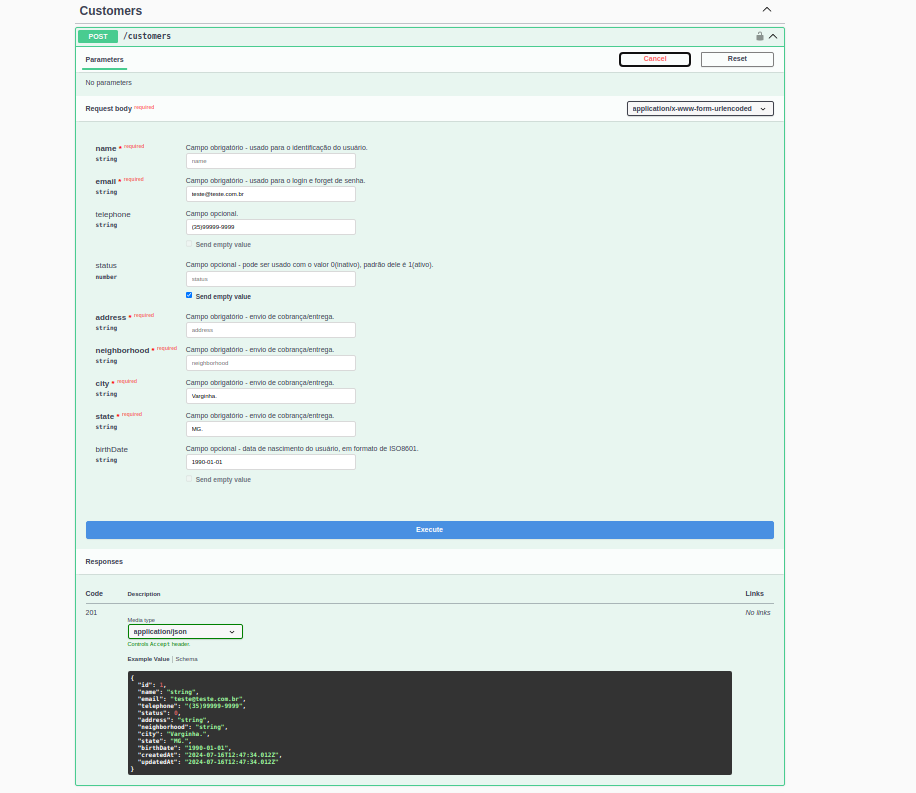 Customers
POST /customers
Parameters Cancel Reset
No parameters
Request body required application/x-www-form-urlencoded
name * required
string
Campo obrigatório - usado para o identificação do usuário.
name
email * required
string
Campo obrigatório - usado para o login e forget de senha.
teste@teste.com.br
telephone
string
Campo opcional.
(35)99999-9999
Send empty value
status
number
Campo opcional - pode ser usado com o valor 0(inativo), padrão dele é 1(ativo).
status
Send empty value
address * required
string
Campo obrigatório - envio de cobrança/entrega.
address
neighborhood * required
string
Campo obrigatório - envio de cobrança/entrega.
neighborhood
city * required
string
Campo obrigatório - envio de cobrança/entrega.
Varginha.
state * required
string
Campo obrigatório - envio de cobrança/entrega.
MG.
birthDate
string
Campo opcional - data de nascimento do usuário, em formato de ISO8601.
1990-01-01
Send empty value
Execute
Responses
Code Description Links
201 No links
Media type
application/json
Controls Accept header.
Example Value | Schema
{
"id": 1,
"name": "string",
"email": "teste@teste.com.br",
"telephone": "(35)99999-9999",
"status": 0,
"address": "string",
"neighborhood": "string",
"city": "Varginha.",
"state": "MG.",
"birthDate": "1990-01-01",
"createdAt": "2024-07-16T12:47:34.012Z",
"updatedAt": "2024-07-16T12:47:34.012Z"
}